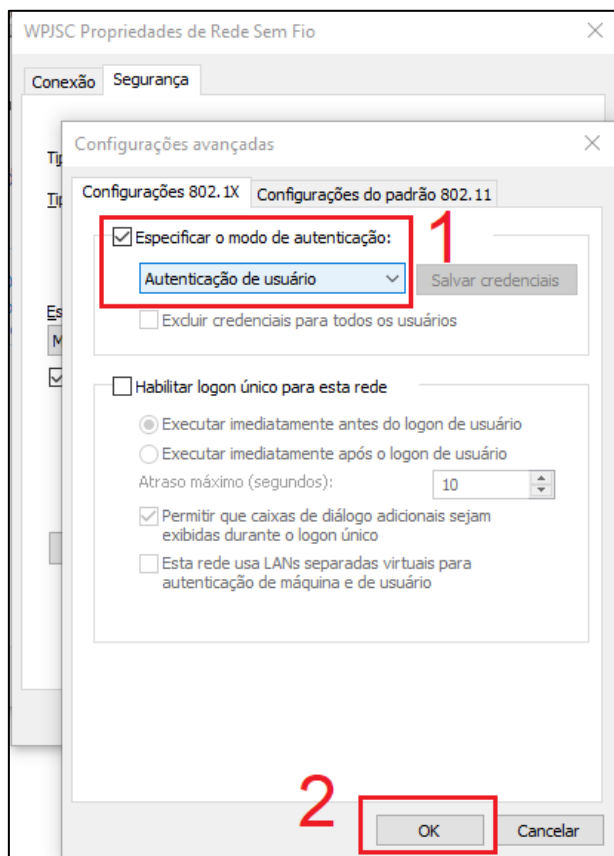 WPJSC Propriedades de Rede Sem Fio
Conexão Segurança
Configurações avançadas
Configurações 802.1X Configurações do padrão 802.11
Especificar o modo de autenticação:
1
Autenticação de usuário Salvar credenciais
Excluir credenciais para todos os usuários
Habilitar logon único para esta rede
Executar imediatamente antes do logon de usuário
Executar imediatamente após o logon de usuário
Atraso máximo (segundos): 10
Permitir que caixas de diálogo adicionais sejam
exibidas durante o logon único
Esta rede usa LANs separadas virtuais para
autenticação de máquina e de usuário
2
OK Cancelar